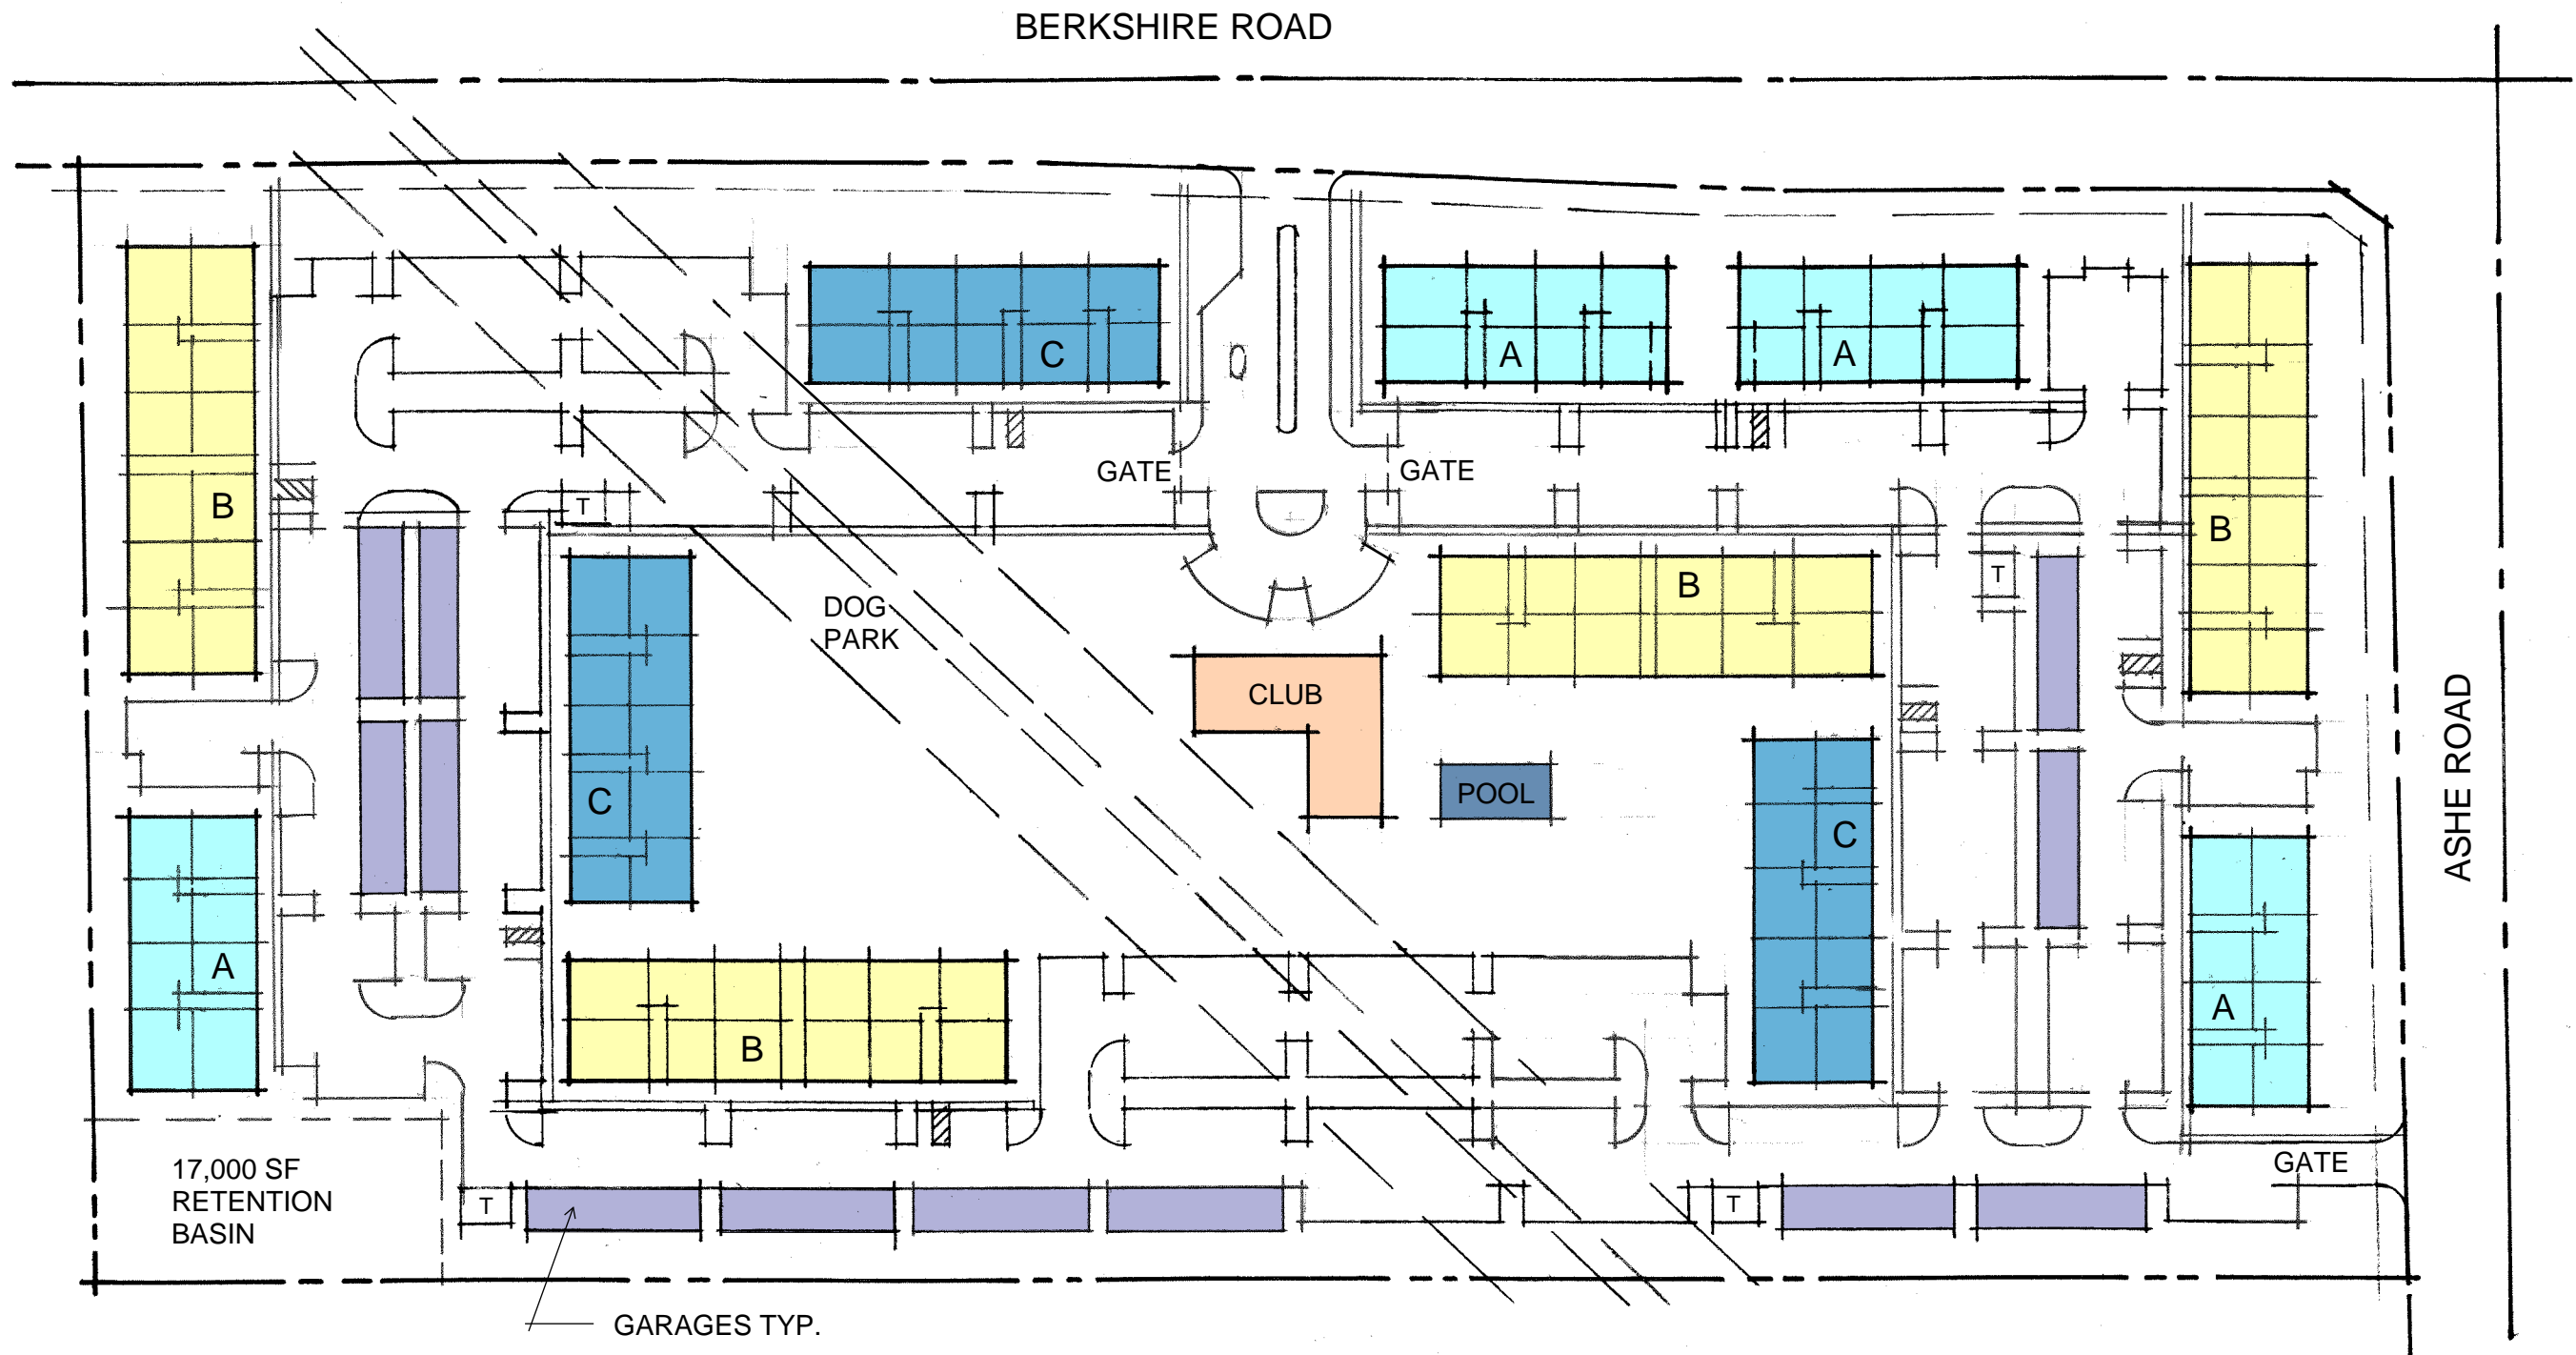 BERKSHIRE ROAD
C
A
A
GATE
GATE
B
T
B
B
T
DOG
PARK
CLUB
POOL
C
C
ASHE ROAD
A
A
B
17,000 SF
RETENTION
BASIN
T
T
GATE
GARAGES TYP.